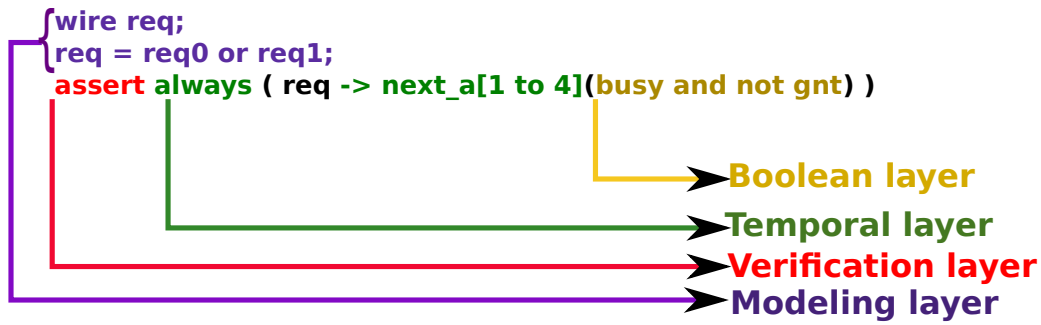 wire req;
req = req0 or req1;
assert always ( req -> next_a[1 to 4](busy and not gnt) )
Boolean layer
Temporal layer
Verification layer
Modeling layer